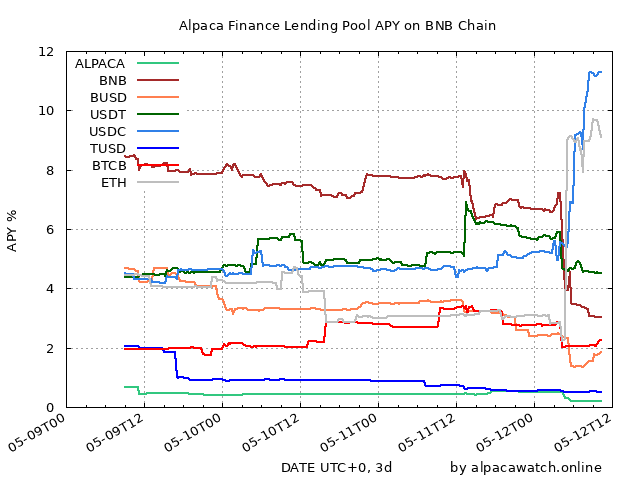 Alpaca Finance Lending Pool APY on BNB Chain
12
10
8
6
4
2
0
APY %
ALPACA
BNB
BUSD
USDT
USDC
TUSD
BTCB
ETH
05-09T00
05-09T12
05-10T00
05-10T12
05-11T00
05-11T12
05-12T00
05-12T12
DATE UTC+0, 3d
by alpacawatch.online